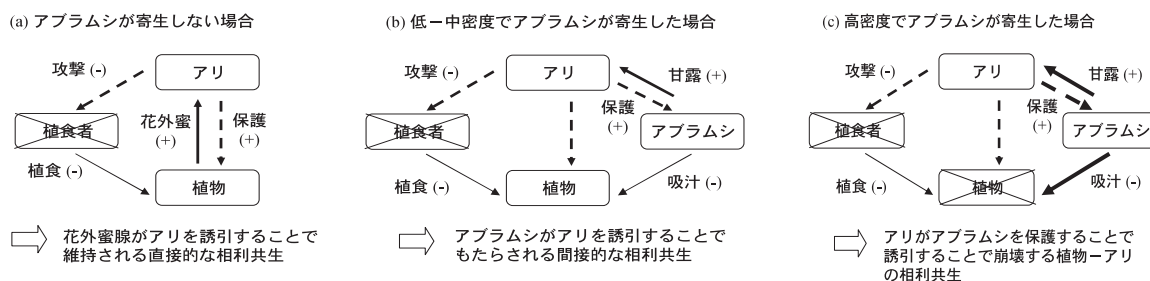 (a) アブラムシが寄生しない場合
攻撃 (-)
アリ
植食者
花外蜜
(+)
保護
(+)
植食 (-)
植物
花外蜜腺がアリを誘引することで
維持される直接的な相利共生
(b) 低ー中密度でアブラムシが寄生した場合
攻撃 (-)
アリ
甘露 (+)
保護
(+)
植食者
アブラムシ
植食 (-)
植物
吸汁 (-)
アブラムシがアリを誘引することで
もたらされる間接的な相利共生
(c) 高密度でアブラムシが寄生した場合
攻撃 (-)
アリ
甘露 (+)
保護
(+)
植食者
アブラムシ
植食 (-)
植物
吸汁 (-)
アリがアブラムシを保護することで
誘引することで崩壊する植物ーアリ
の相利共生